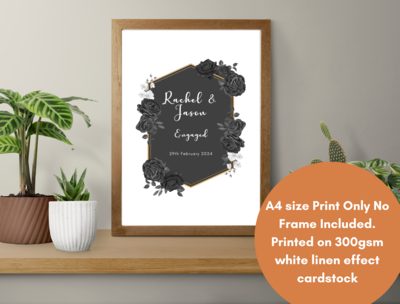 Rachel &
Jason
Engaged
29th February 2024
A4 size Print Only No
Frame Included.
Printed on 300gsm
white linen effect
cardstock